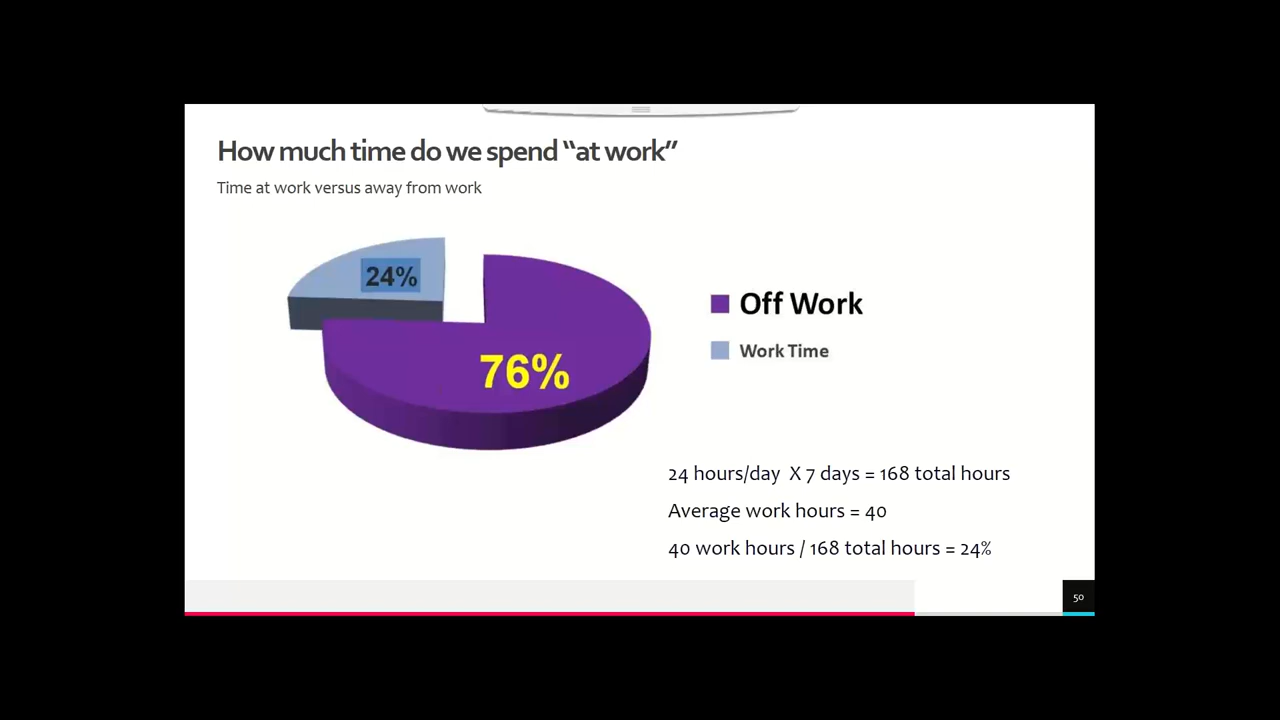 How much time do we spend “at work”
Time at work versus away from work
24%
76%
Off Work
Work Time
24 hours/day X 7 days = 168 total hours
Average work hours = 40
40 work hours / 168 total hours = 24%
50